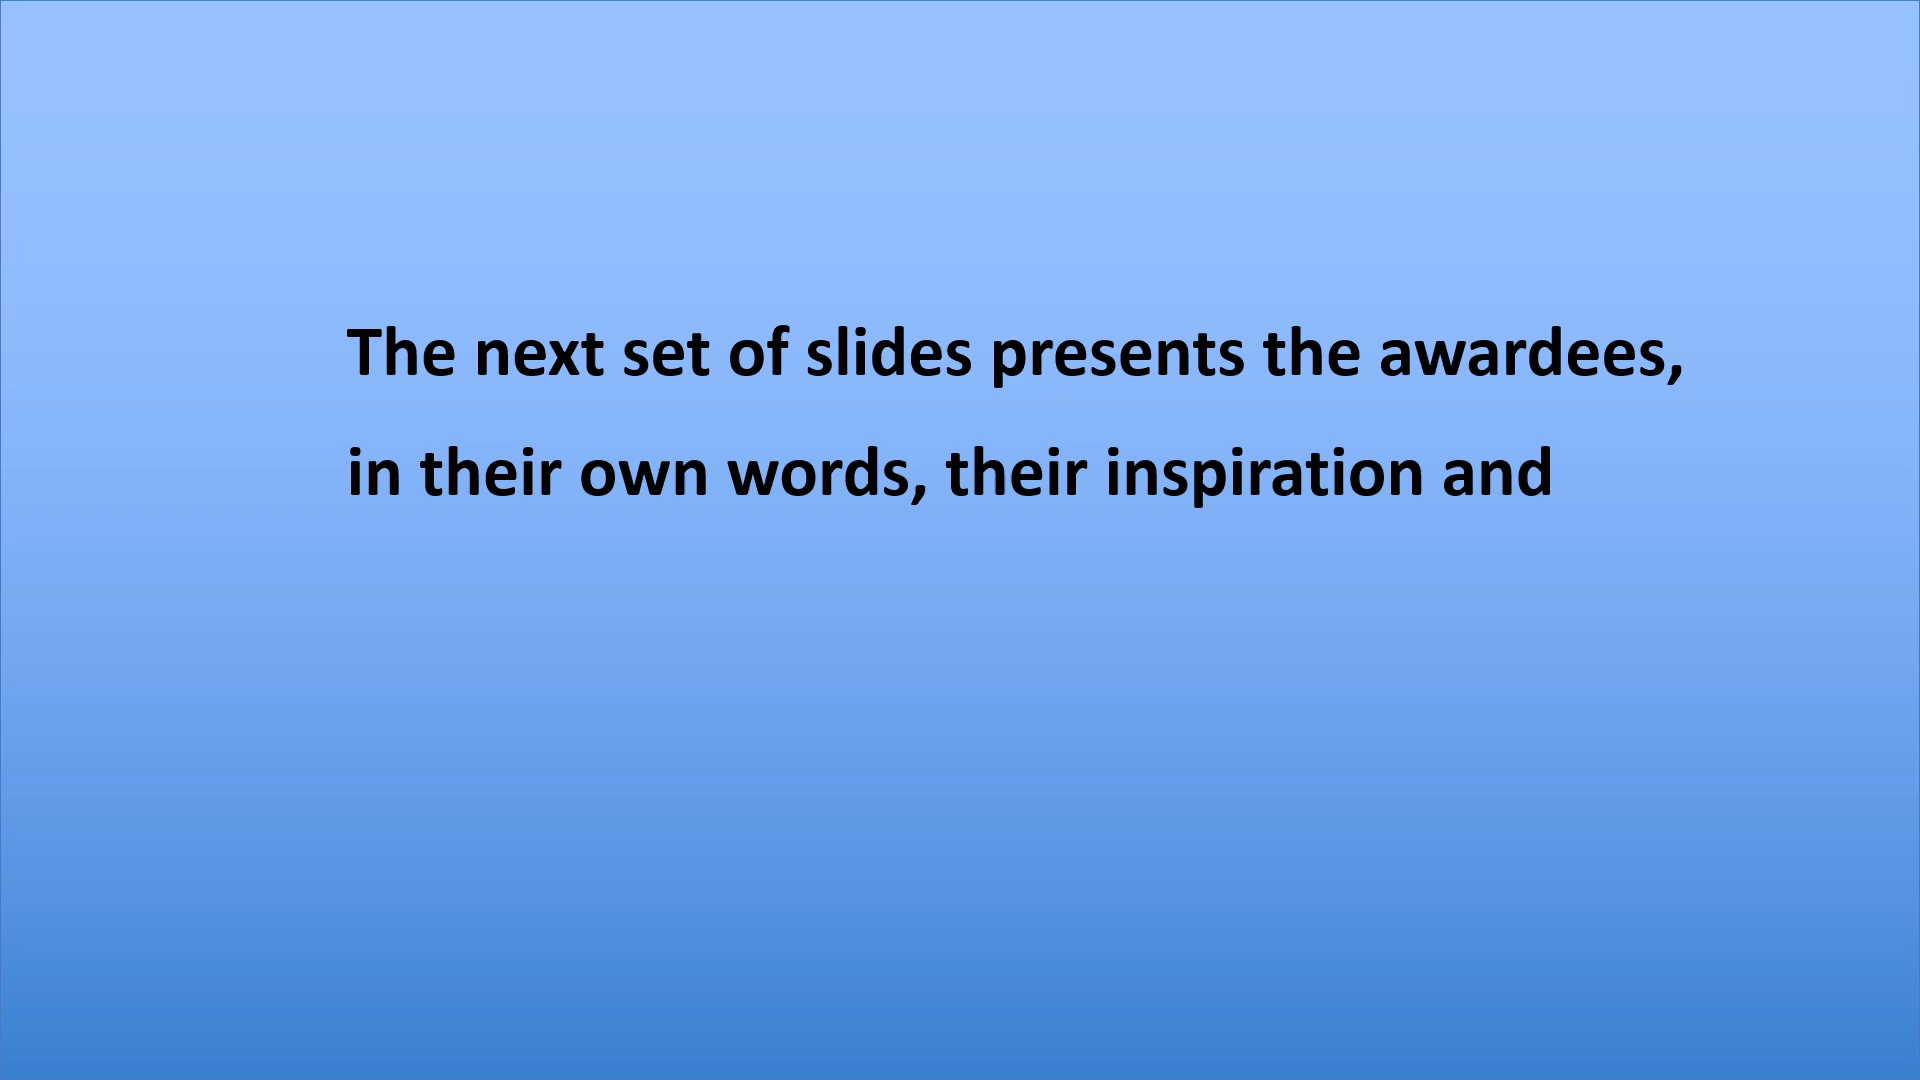 The next set of slides presents the awardees,
in their own words, their inspiration and